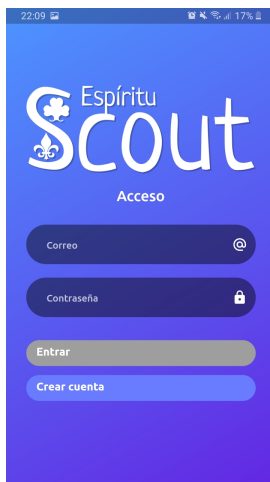 22:09 17%
Espíritu
Scout
Acceso
Correo
Contraseña
Entrar
Crear cuenta